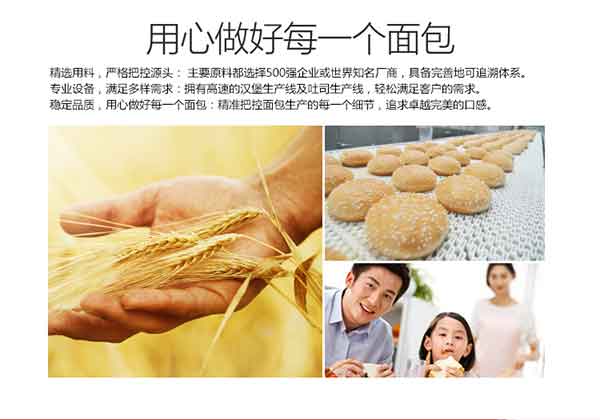 用心做好每一个面包
精选用料，严格把控源头： 主要原料都选择500强企业或世界知名厂商，具备完善地可追溯体系。
专业设备，满足多样需求：拥有高速的汉堡生产线及吐司生产线，轻松满足客户的需求。
稳定品质，用心做好每一个面包：精准把控面包生产的每一个细节，追求卓越完美的口感。